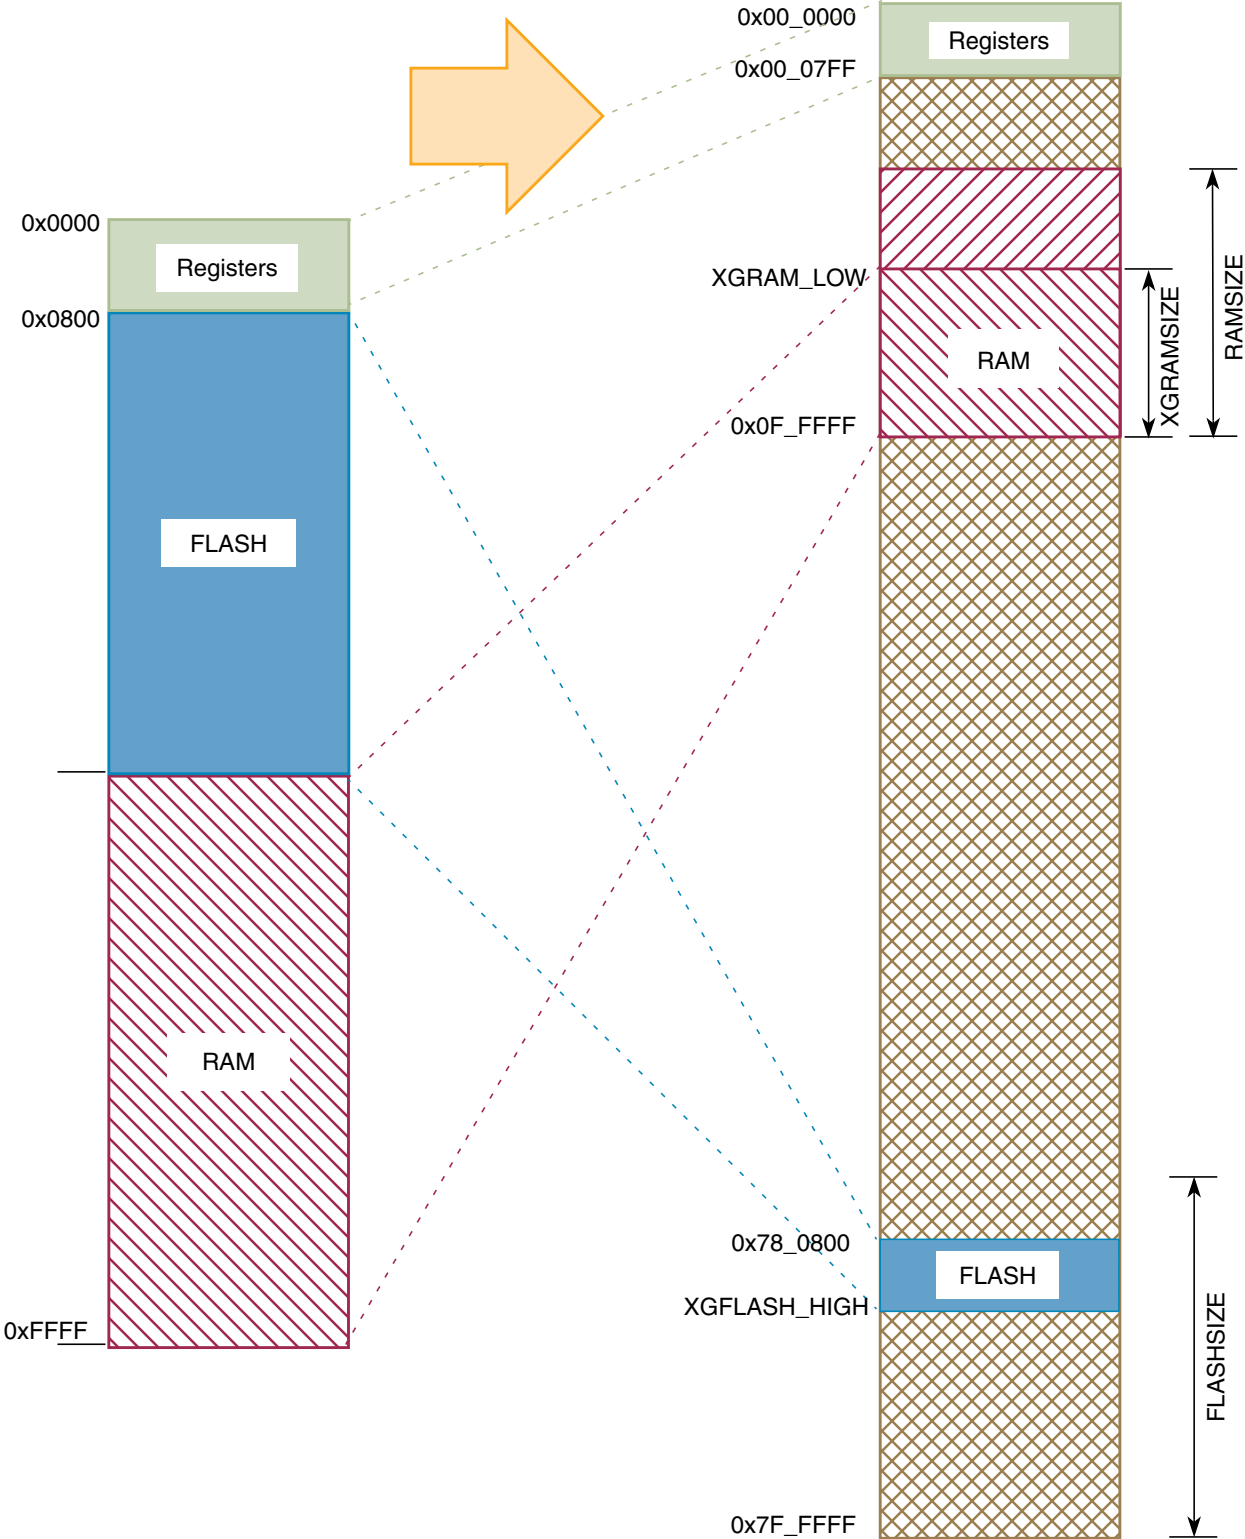 0x0000
Registers
0x0800
FLASH
RAM
0xFFFF
0x00_0000
Registers
0x00_07FF
XGRAM_LOW
RAM
0x0F_FFFF
XGRAMSIZE
RAMSIZE
0x78_0800
FLASH
XGFLASH_HIGH
FLASHSIZE
0x7F_FFFF